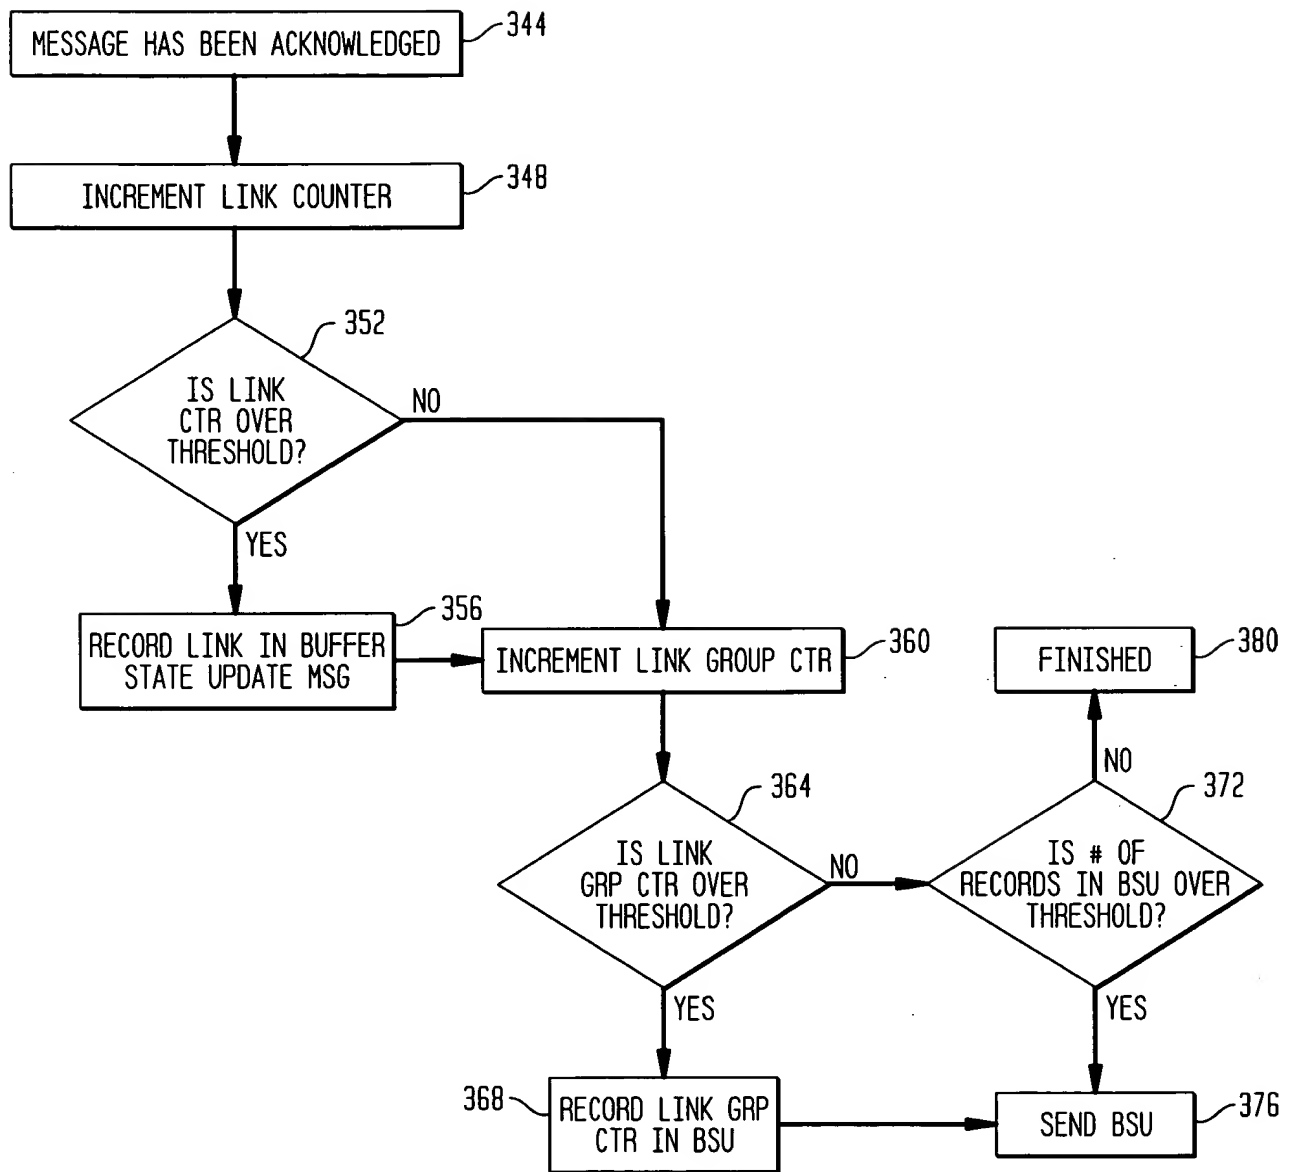 MESSAGE HAS BEEN ACKNOWLEDGED
344
INCREMENT LINK COUNTER
348
352
IS LINK
CTR OVER
THRESHOLD?
NO
YES
356
RECORD LINK IN BUFFER
STATE UPDATE MSG
INCREMENT LINK GROUP CTR
360
FINISHED
380
364
IS LINK
GRP CTR OVER
THRESHOLD?
NO
YES
NO
372
IS # OF
RECORDS IN BSU OVER
THRESHOLD?
YES
368
RECORD LINK GRP
CTR IN BSU
SEND BSU
376